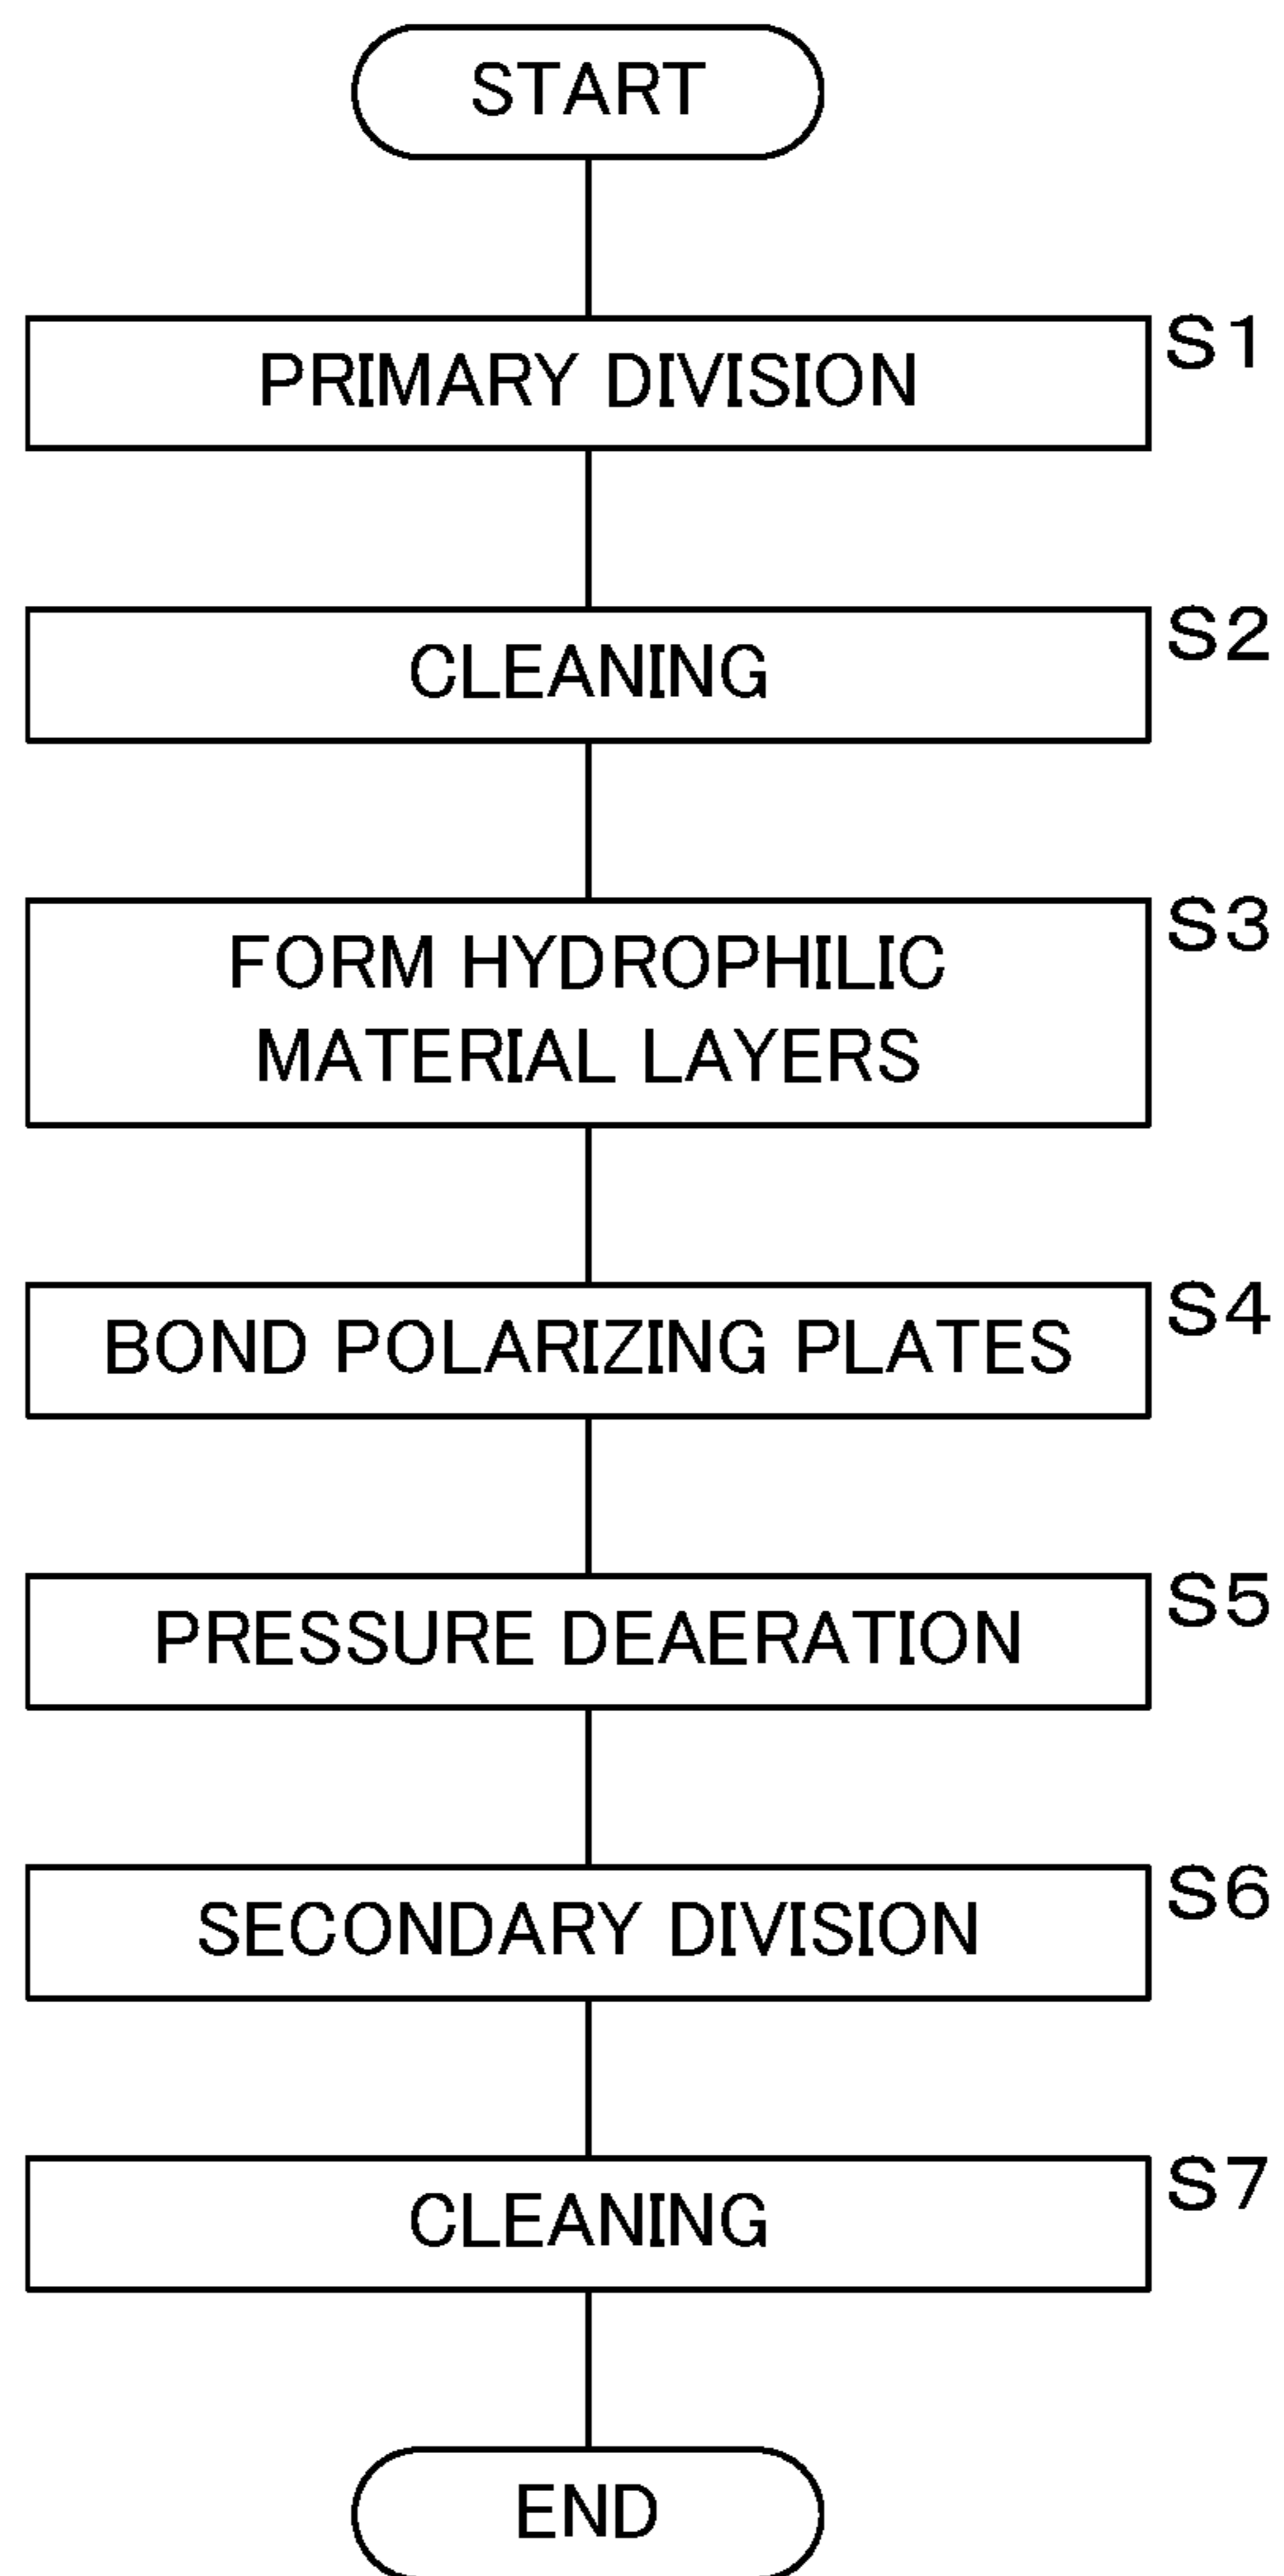 START
PRIMARY DIVISION
S1
CLEANING
S2
FORM HYDROPHILIC
MATERIAL LAYERS
S3
BOND POLARIZING PLATES
S4
PRESSURE DEAERATION
S5
SECONDARY DIVISION
S6
CLEANING
S7
END